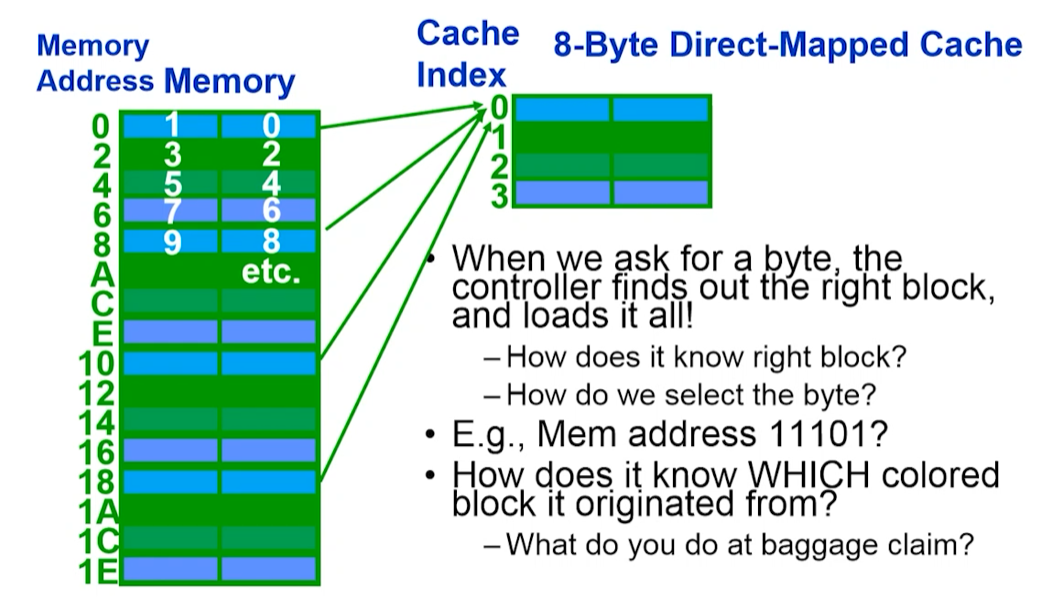 Memory
Address Memory
Cache
Index
8-Byte Direct-Mapped Cache
0 1 0
2 3 2
4 5 4
6 7 6
8 9 8
A etc.
C
E
10
12
14
16
18
1A
1C
1E
0
1
2
3
• When we ask for a byte, the
controller finds out the right block,
and loads it all!
– How does it know right block?
– How do we select the byte?
• E.g., Mem address 11101?
• How does it know WHICH colored
block it originated from?
– What do you do at baggage claim?